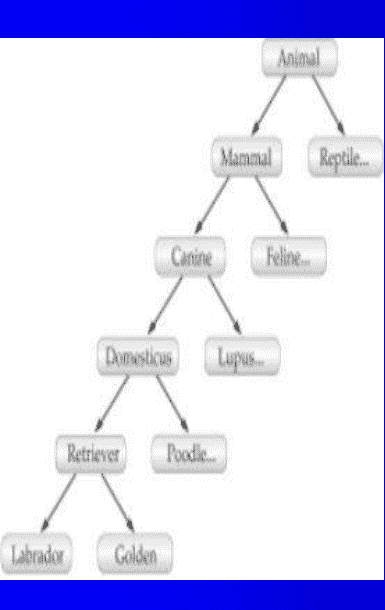 Animal
Mammal
Reptile...
Canine
Feline...
Domesticus
Lupus...
Retriever
Poodle...
Labrador
Golden